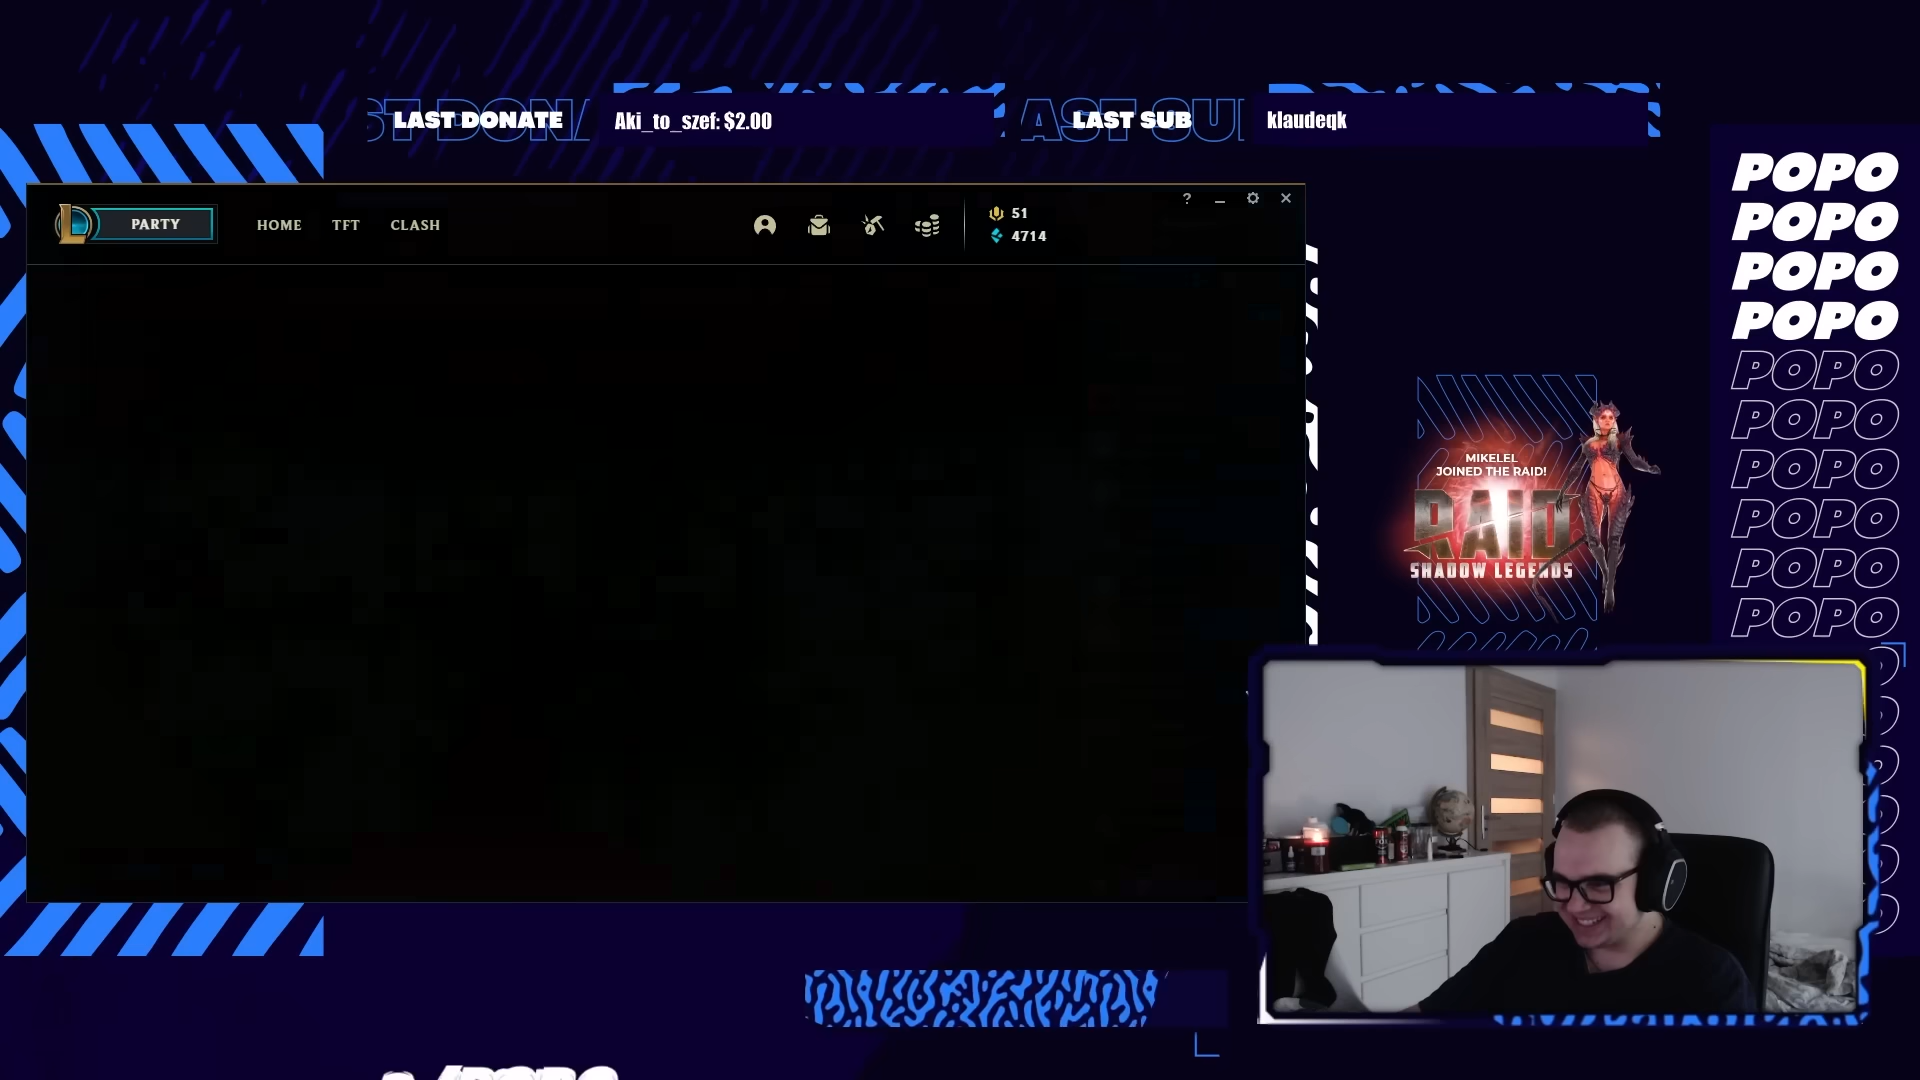 LAST DONATE
Aki_to_szef: $2.00
LAST SUB
klaudeqk
PARTY
HOME
TFT
CLASH
51
4714
?
MIKELEL
JOINED THE RAID!
RAID
SHADOW LEGENDS
POPO
POPO
POPO
POPO
POPO
POPO
POPO
POPO
POPO
POPO